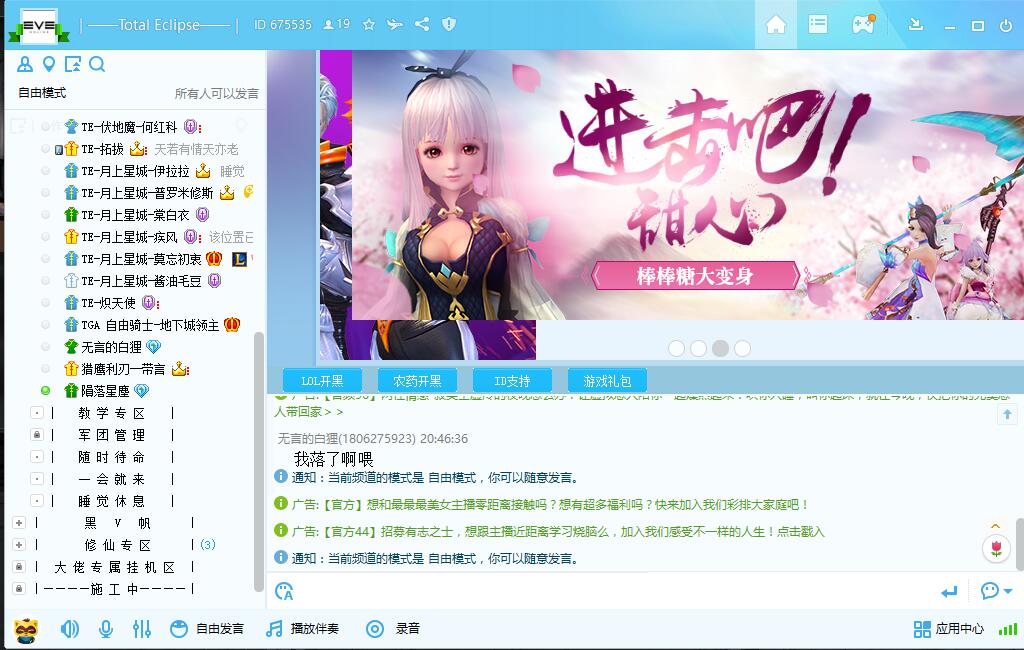 EVE
ONLINE
——Total Eclipse——
ID 675535
19
自由模式
所有人可以发言
TE-伏地魔-何红科
TE-拓拔
天若有情天亦老
TE-月上星城-伊拉拉
睡觉
TE-月上星城-普罗米修斯
TE-月上星城-棠白衣
TE-月上星城-疾风
该位置已
TE-月上星城-莫忘初衷
L
TE-月上星城-酱油毛豆
TE-炽天使
TGA 自由骑士-地下城领主
无言的白狸
猎鹰利刃一带言
陨落星塵
| 教 学 专 区 |
| 军 团 管 理 |
| 随 时 待 命 |
| 一 会 就 来 |
| 睡 觉 休 息 |
| 黑 V 帆 |
| 修 仙 专 区 | (3)
| 大 佬 专 属 挂 机 区 |
|----施 工 中----|
进击吧!
甜心
棒棒糖大变身
LOL开黑
农药开黑
ID支持
游戏礼包
人带回家>>
无言的白狸(1806275923) 20:46:36
我落了啊喂
通知：当前频道的模式是 自由模式，你可以随意发言。
广告:【官方】想和最最最美女主播零距离接触吗？想有超多福利吗？快来加入我们彩排大家庭吧！
广告:【官方44】招募有志之士，想跟主播近距离学习烧脑么，加入我们感受不一样的人生！点击戳入
通知：当前频道的模式是 自由模式，你可以随意发言。
自由发言
播放伴奏
录音
应用中心